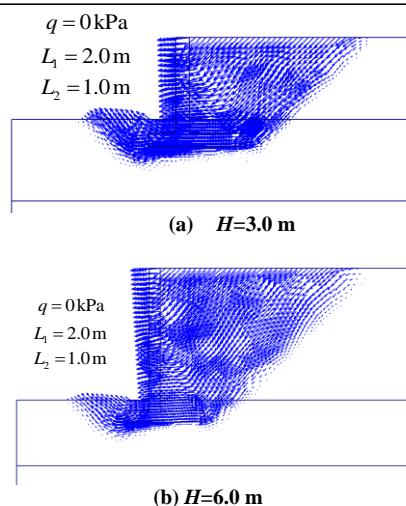 q = 0 kPa
L₁ = 2.0 m
L₂ = 1.0 m
(a) H=3.0 m
q = 0 kPa
L₁ = 2.0 m
L₂ = 1.0 m
(b) H=6.0 m